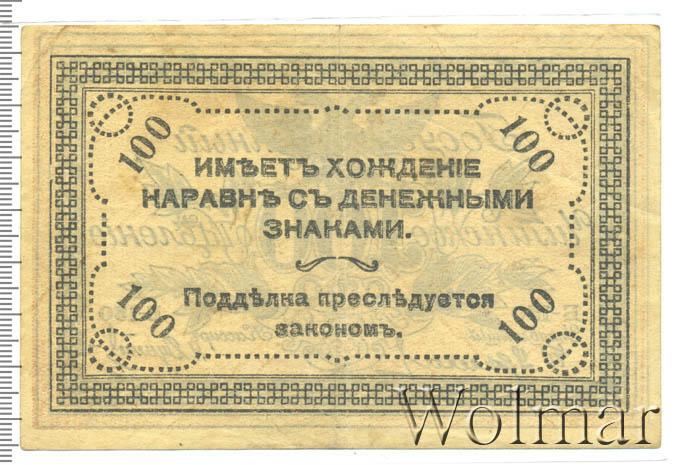 100
100
ИМѢЕТЪ ХОЖДЕНІЕ
НАРАВНѢ СЪ ДЕНЕЖНЫМИ
ЗНАКАМИ.
Поддѣлка преслѣдуется
закономъ.
100
100
Wolmar